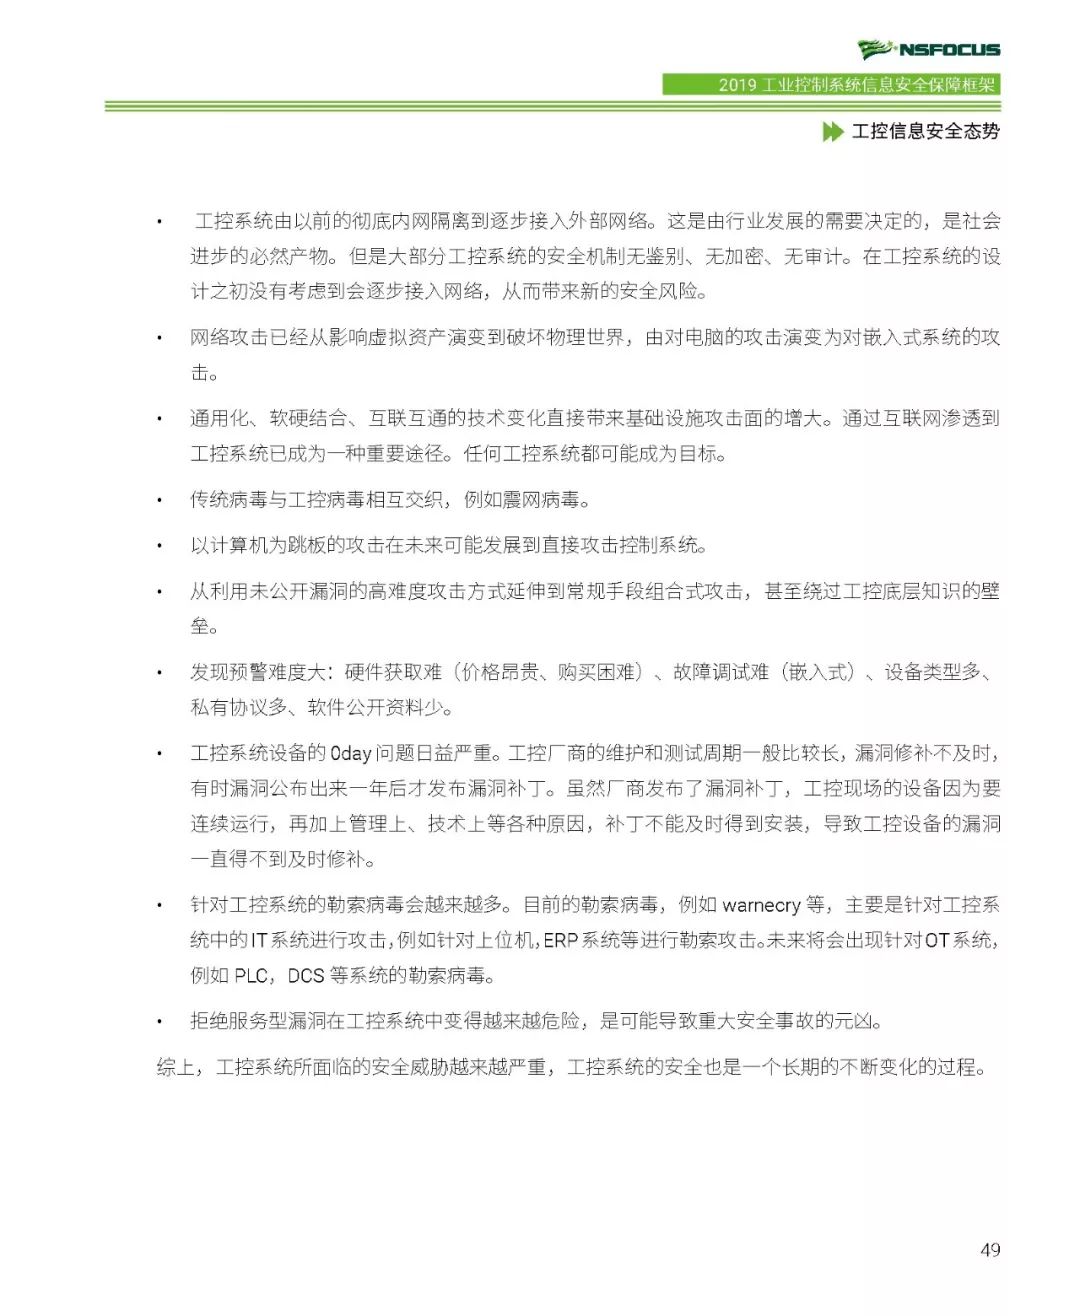 NSFOCUS
2019 工业控制系统信息安全保障框架
工控信息安全态势
• 工控系统由以前的彻底内网隔离到逐步接入外部网络。这是由行业发展的需要决定的，是社会
进步的必然产物。但是大部分工控系统的安全机制无鉴别、无加密、无审计。在工控系统的设
计之初没有考虑到会逐步接入网络，从而带来新的安全风险。
• 网络攻击已经从影响虚拟资产演变到破坏物理世界，由对电脑的攻击演变为对嵌入式系统的攻
击。
• 通用化、软硬结合、互联互通的技术变化直接带来基础设施攻击面的增大。通过互联网渗透到
工控系统已成为一种重要途径。任何工控系统都可能成为目标。
• 传统病毒与工控病毒相互交织，例如震网病毒。
• 以计算机为跳板的攻击在未来可能发展到直接攻击控制系统。
• 从利用未公开漏洞的高难度攻击方式延伸到常规手段组合式攻击，甚至绕过工控底层知识的壁
垒。
• 发现预警难度大：硬件获取难（价格昂贵、购买困难）、故障调试难（嵌入式）、设备类型多、
私有协议多、软件公开资料少。
• 工控系统设备的 0day 问题日益严重。工控厂商的维护和测试周期一般比较长，漏洞修补不及时，
有时漏洞公布出来一年后才发布漏洞补丁。虽然厂商发布了漏洞补丁，工控现场的设备因为要
连续运行，再加上管理上、技术上等各种原因，补丁不能及时得到安装，导致工控设备的漏洞
一直得不到及时修补。
• 针对工控系统的勒索病毒会越来越多。目前的勒索病毒，例如 warnecry 等，主要是针对工控系
统中的 IT 系统进行攻击，例如针对上位机，ERP 系统等进行勒索攻击。未来将会出现针对 OT 系统，
例如 PLC，DCS 等系统的勒索病毒。
• 拒绝服务型漏洞在工控系统中变得越来越危险，是可能导致重大安全事故的元凶。
综上，工控系统所面临的安全威胁越来越严重，工控系统的安全也是一个长期的不断变化的过程。
49